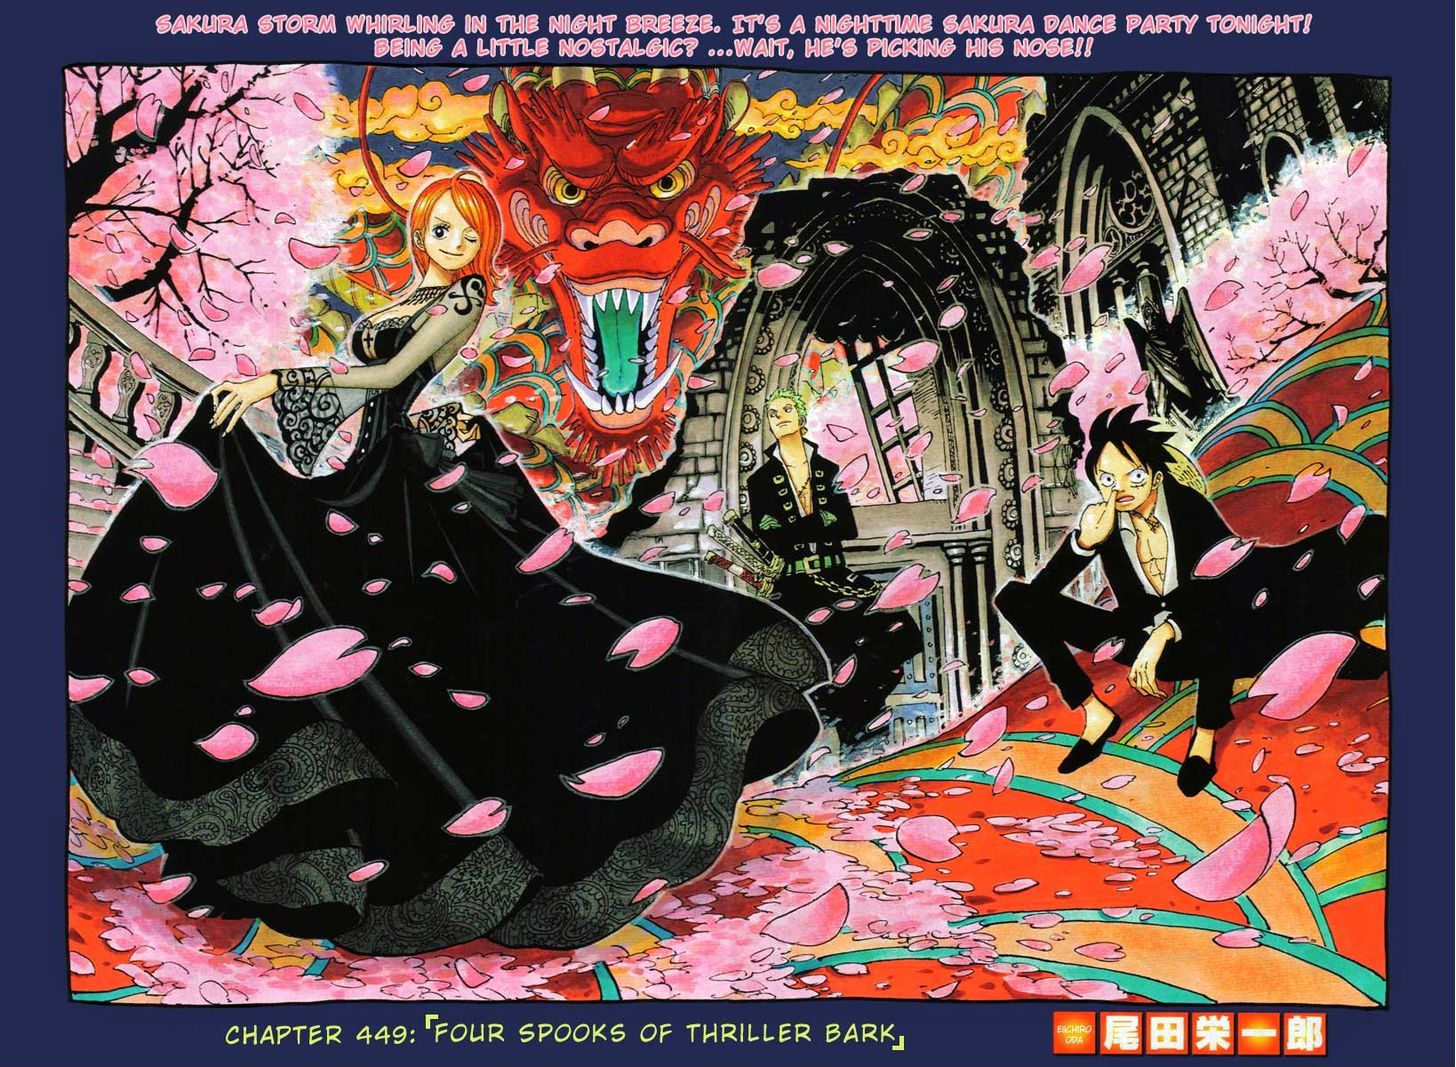 SAKURA STORM WHIRLING IN THE NIGHT BREEZE. IT'S A NIGHTTIME SAKURA DANCE PARTY TONIGHT!
BEING A LITTLE NOSTALGIC? ...WAIT, HE'S PICKING HIS NOSE!!
CHAPTER 449:「FOUR SPOOKS OF THRILLER BARK」
EIICHIRO
ODA
尾田栄一郎